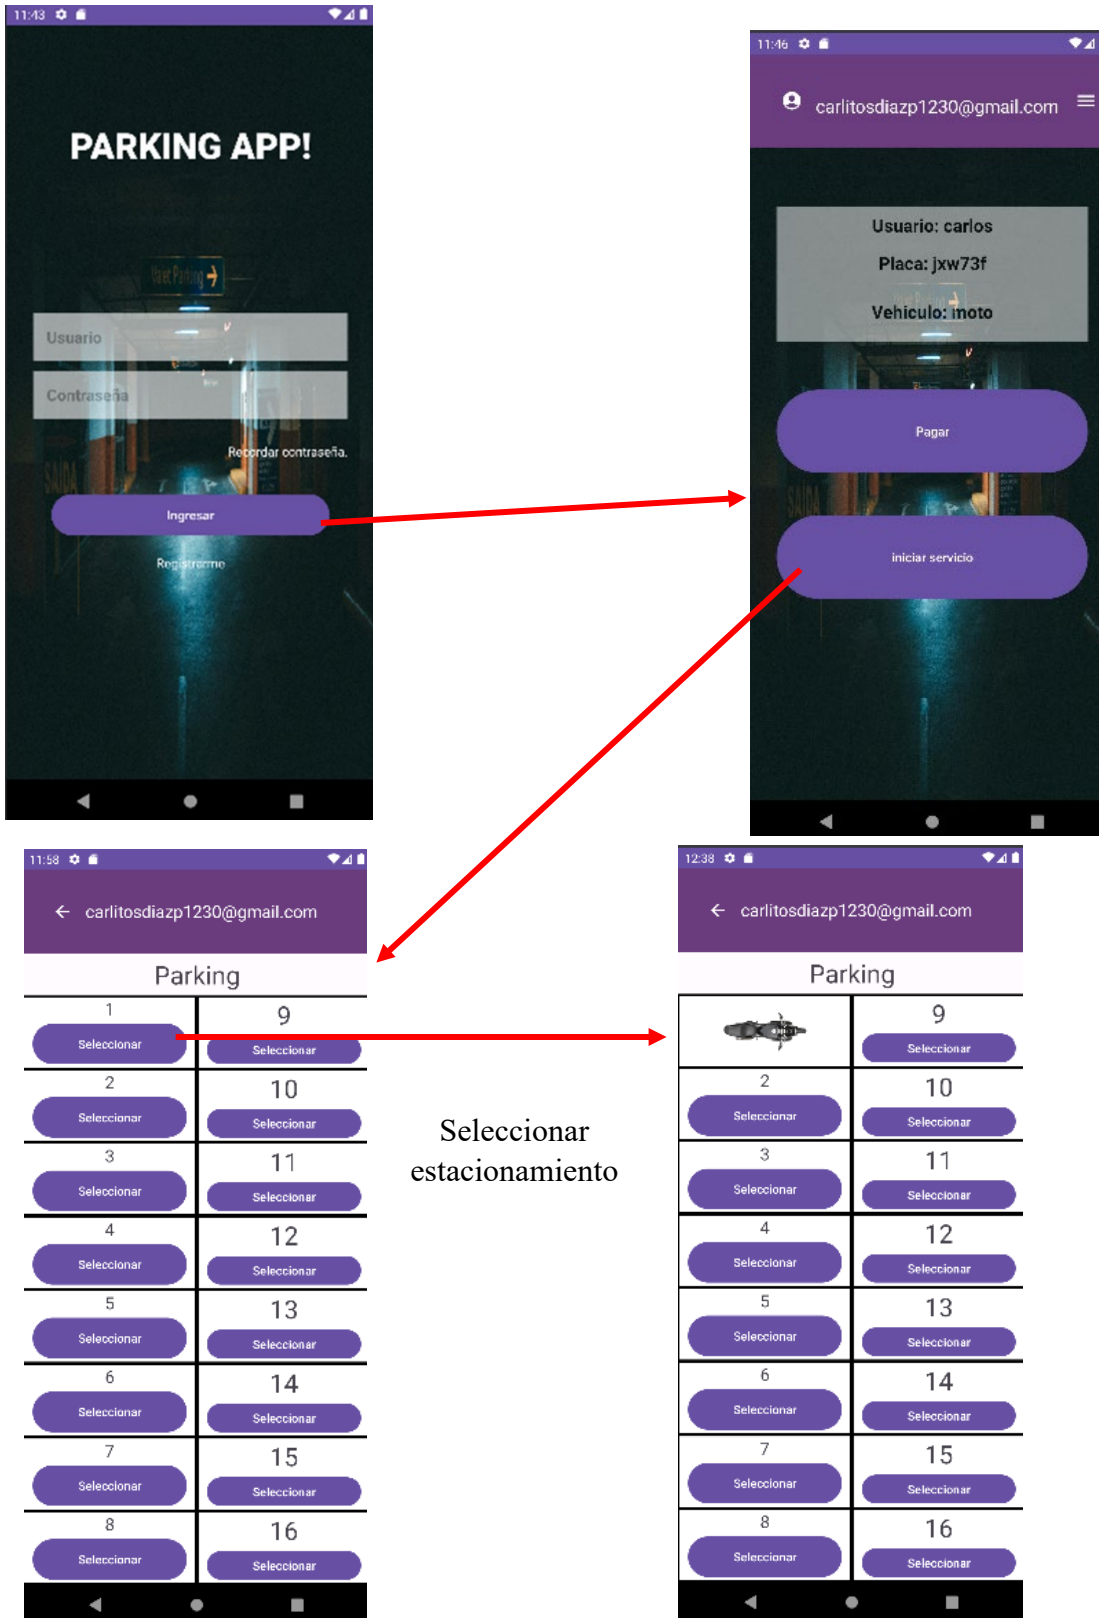 11:43
PARKING APP!
Valet Parking
Usuario
Contraseña
SAÍDA
Recordar contraseña.
Ingresar
Registrarme
11:46
carlitosdiazp1230@gmail.com
Usuario: carlos
Placa: jxw73f
Vehiculo: moto
Pagar
SAÍDA
iniciar servicio
11:58
carlitosdiazp1230@gmail.com
Parking
1
9
Seleccionar
Seleccionar
2
10
Seleccionar
Seleccionar
3
11
Seleccionar
Seleccionar
4
12
Seleccionar
Seleccionar
5
13
Seleccionar
Seleccionar
6
14
Seleccionar
Seleccionar
7
15
Seleccionar
Seleccionar
8
16
Seleccionar
Seleccionar
Seleccionar
estacionamiento
12:38
carlitosdiazp1230@gmail.com
Parking
9
Seleccionar
2
10
Seleccionar
Seleccionar
3
11
Seleccionar
Seleccionar
4
12
Seleccionar
Seleccionar
5
13
Seleccionar
Seleccionar
6
14
Seleccionar
Seleccionar
7
15
Seleccionar
Seleccionar
8
16
Seleccionar
Seleccionar